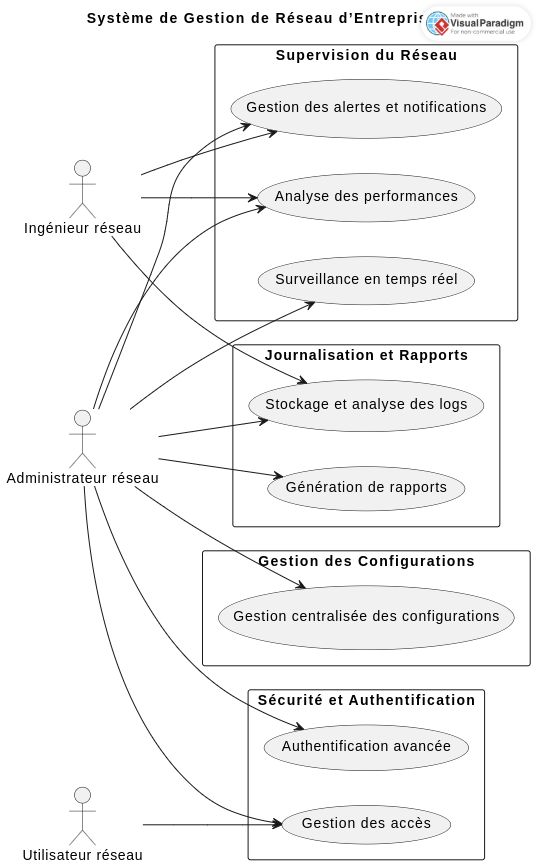 Système de Gestion de Réseau d'Entrepris
Made with
Visual Paradigm
For non-commercial use
Supervision du Réseau
Gestion des alertes et notifications
Analyse des performances
Ingénieur réseau
Surveillance en temps réel
Journalisation et Rapports
Stockage et analyse des logs
Administrateur réseau
Génération de rapports
Gestion des Configurations
Gestion centralisée des configurations
Sécurité et Authentification
Authentification avancée
Gestion des accès
Utilisateur réseau